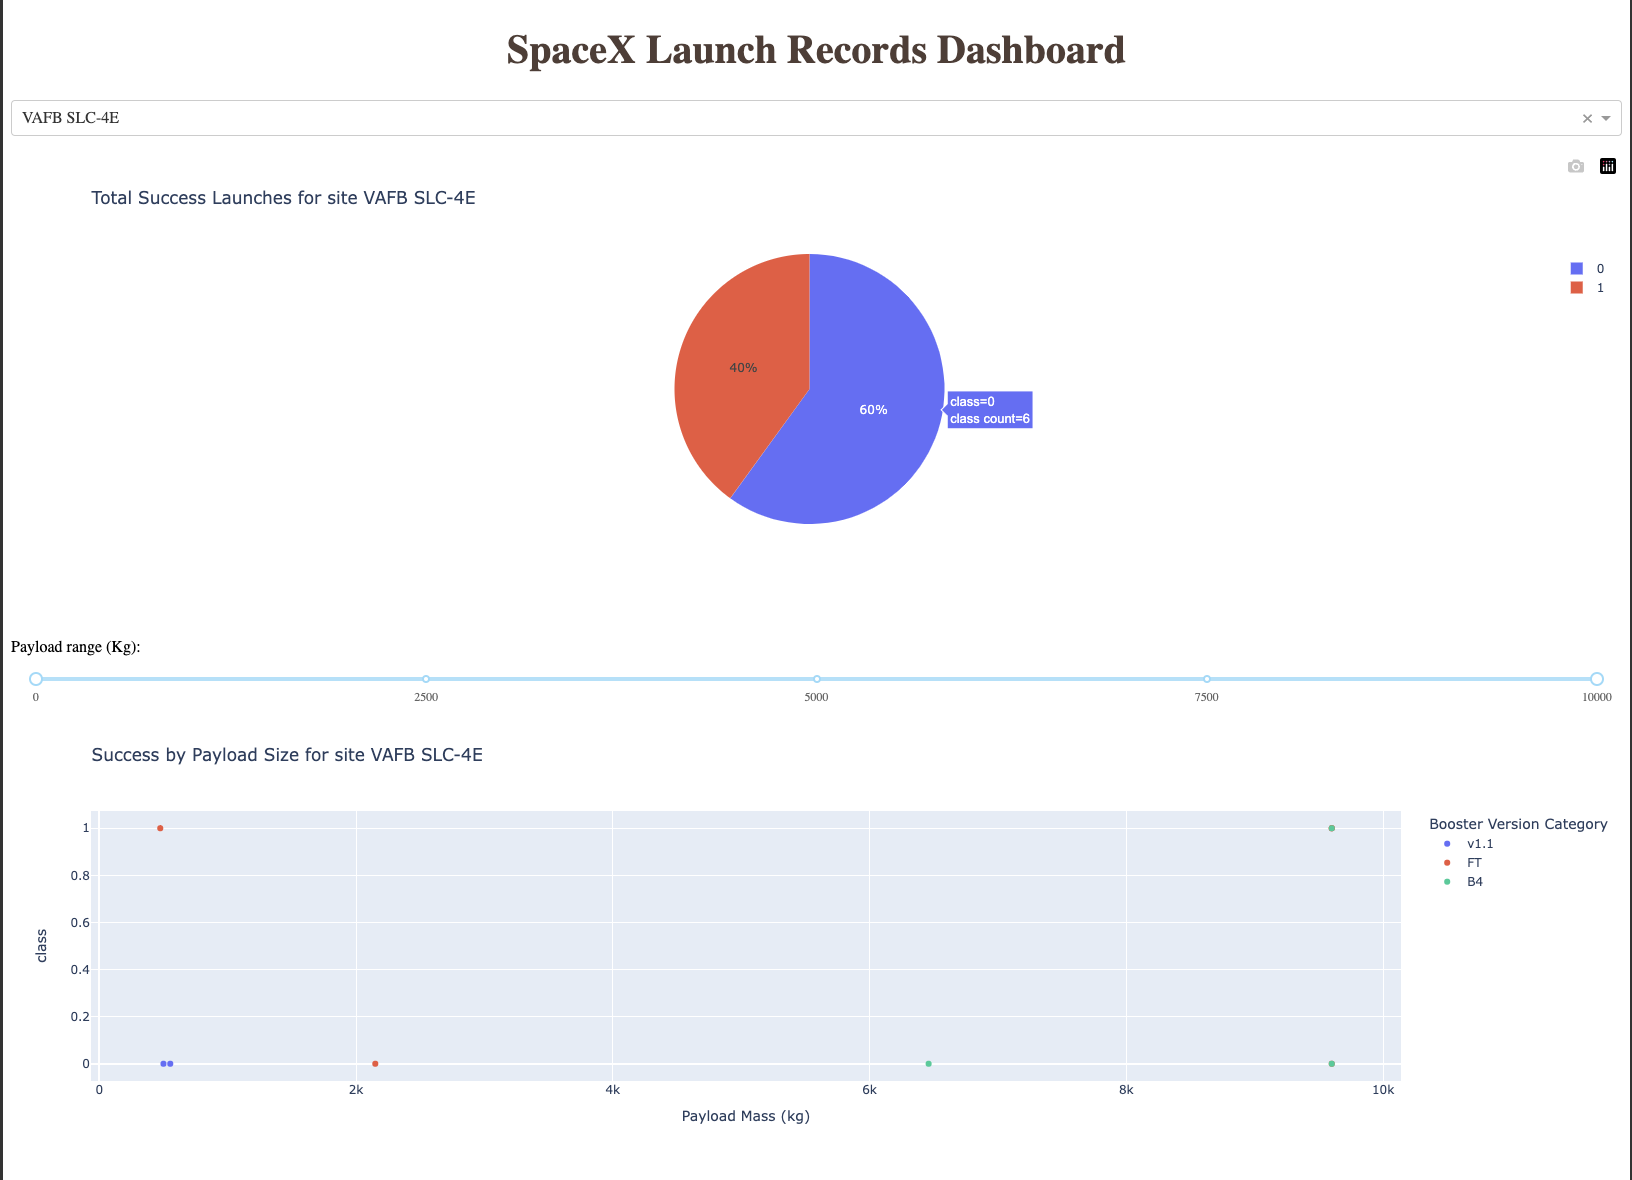 SpaceX Launch Records Dashboard
VAFB SLC-4E
Total Success Launches for site VAFB SLC-4E
0
1
40%
60%
class=0
class count=6
Payload range (Kg):
0 2500 5000 7500 10000
Success by Payload Size for site VAFB SLC-4E
Booster Version Category
v1.1
FT
B4
1
0.8
0.6
0.4
0.2
0
class
0 2k 4k 6k 8k 10k
Payload Mass (kg)